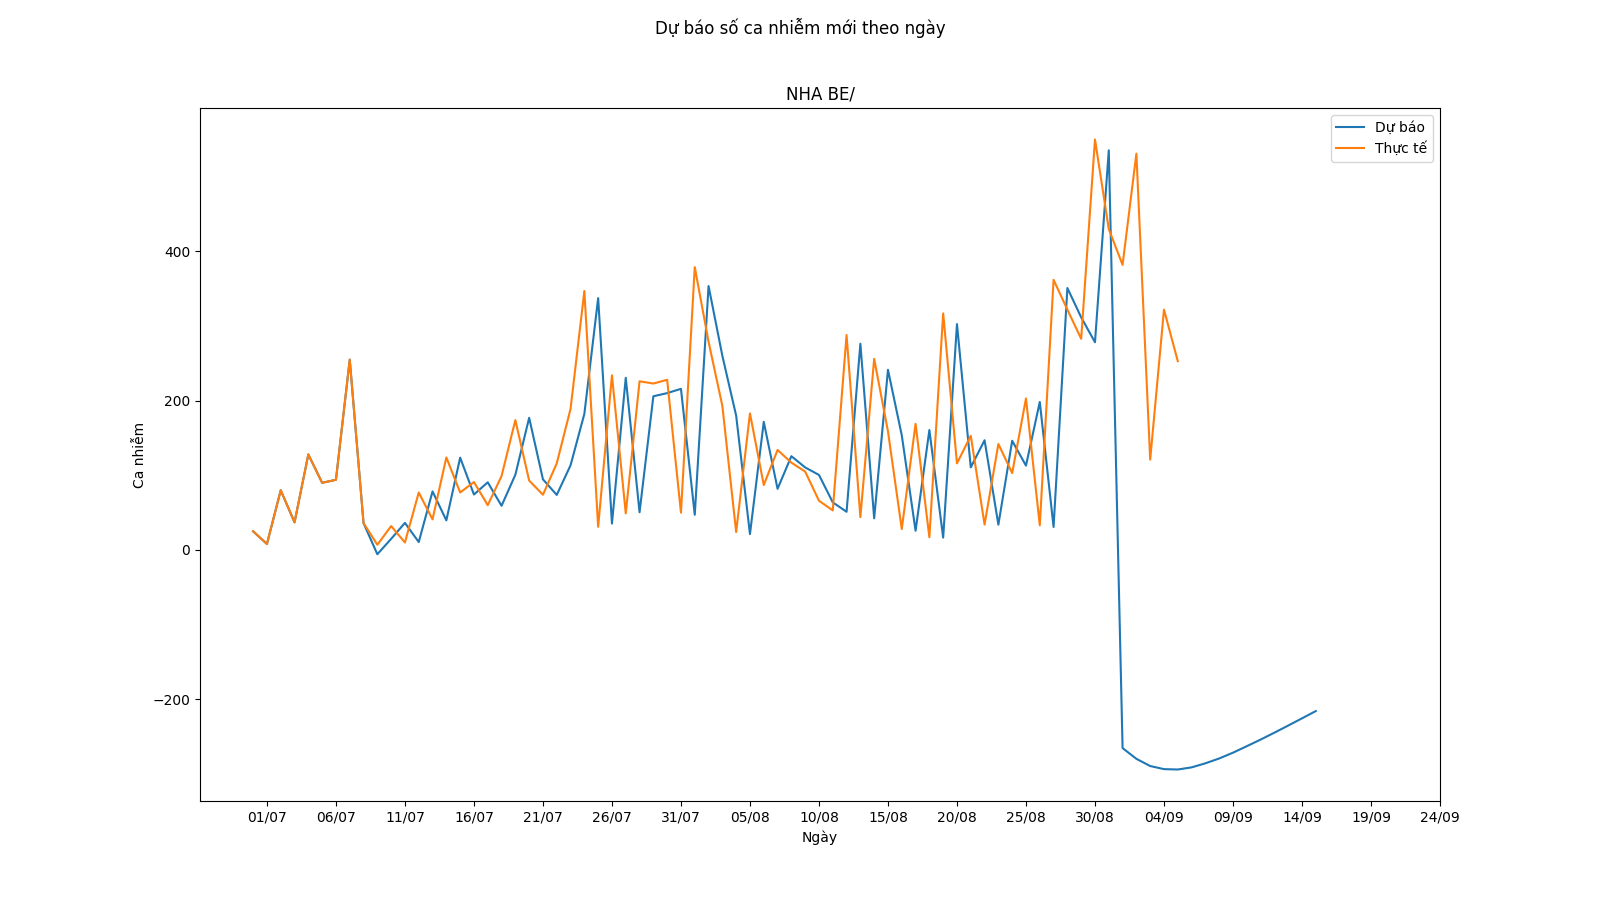 Dự báo số ca nhiễm mới theo ngày
NHA BE/
Dự báo
Thực tế
400
200
0
−200
Ca nhiễm
01/07 06/07 11/07 16/07 21/07 26/07 31/07 05/08 10/08 15/08 20/08 25/08 30/08 04/09 09/09 14/09 19/09 24/09
Ngày